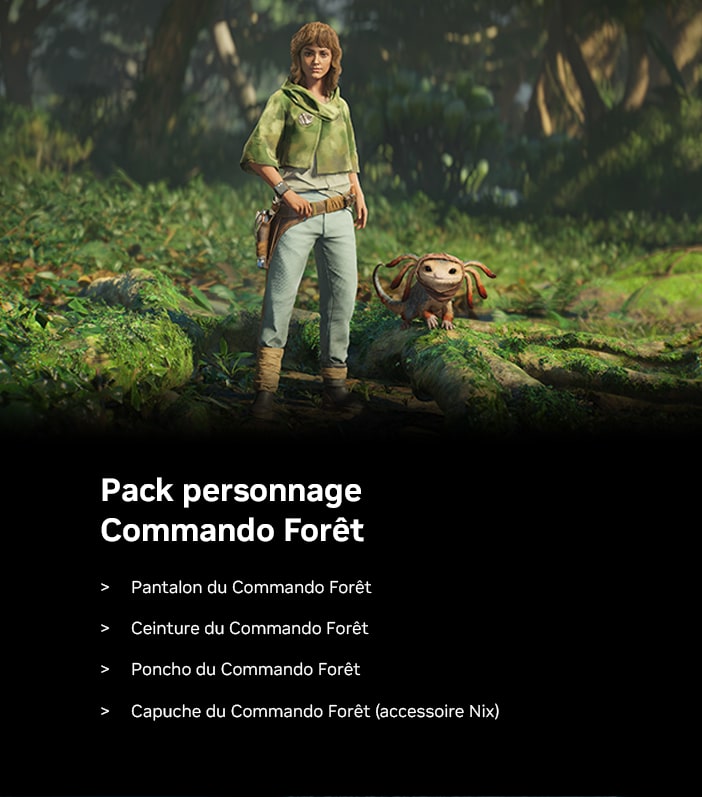 Pack personnage
Commando Forêt
> Pantalon du Commando Forêt
> Ceinture du Commando Forêt
> Poncho du Commando Forêt
> Capuche du Commando Forêt (accessoire Nix)